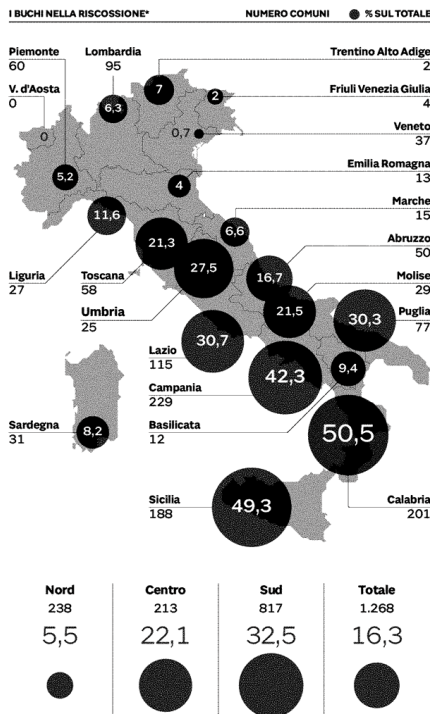 I BUCHI NELLA RISCOSSIONE* NUMERO COMUNI % SUL TOTALE
Piemonte
60
Lombardia
95
Trentino Alto Adige
2
V. d'Aosta
0
Friuli Venezia Giulia
4
Veneto
37
Emilia Romagna
13
Marche
15
Abruzzo
50
Molise
29
Puglia
77
Liguria
27
Toscana
58
Umbria
25
Lazio
115
Campania
229
Basilicata
12
Sardegna
31
Sicilia
188
Calabria
201
7
2
6,3
0,7
0
5,2
4
11,6
6,6
21,3
27,5
16,7
21,5
30,3
30,7
42,3
9,4
8,2
50,5
49,3
Nord Centro Sud Totale
238 213 817 1.268
5,5 22,1 32,5 16,3